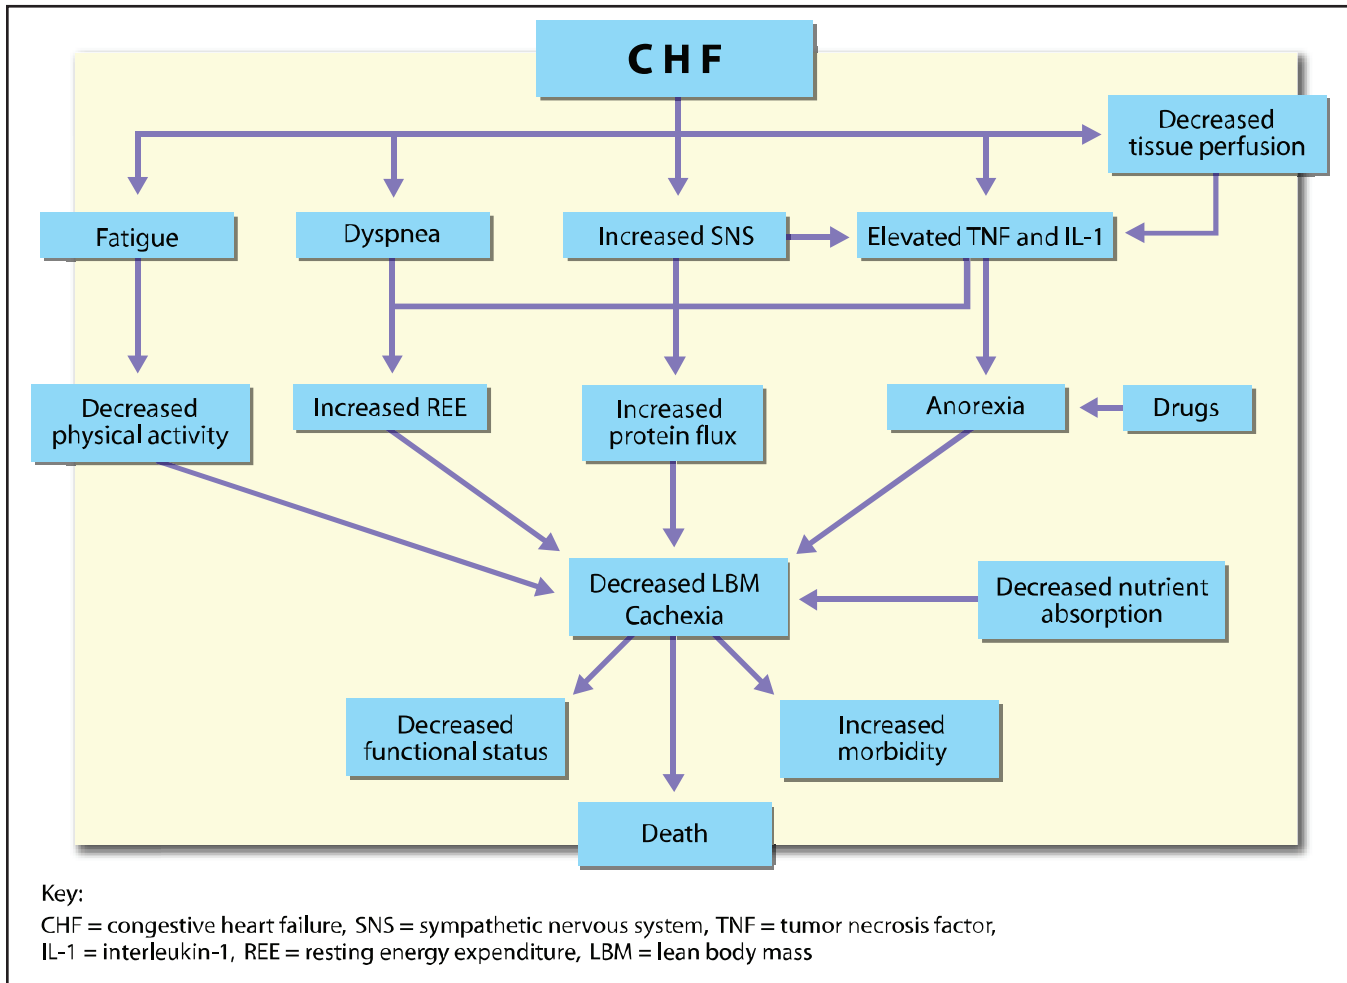 CHF
Decreased
tissue perfusion
Fatigue
Dyspnea
Increased SNS
Elevated TNF and IL-1
Decreased
physical activity
Increased REE
Increased
protein flux
Anorexia
Drugs
Decreased LBM
Cachexia
Decreased nutrient
absorption
Decreased
functional status
Increased
morbidity
Death
Key:
CHF = congestive heart failure, SNS = sympathetic nervous system, TNF = tumor necrosis factor,
IL-1 = interleukin-1, REE = resting energy expenditure, LBM = lean body mass